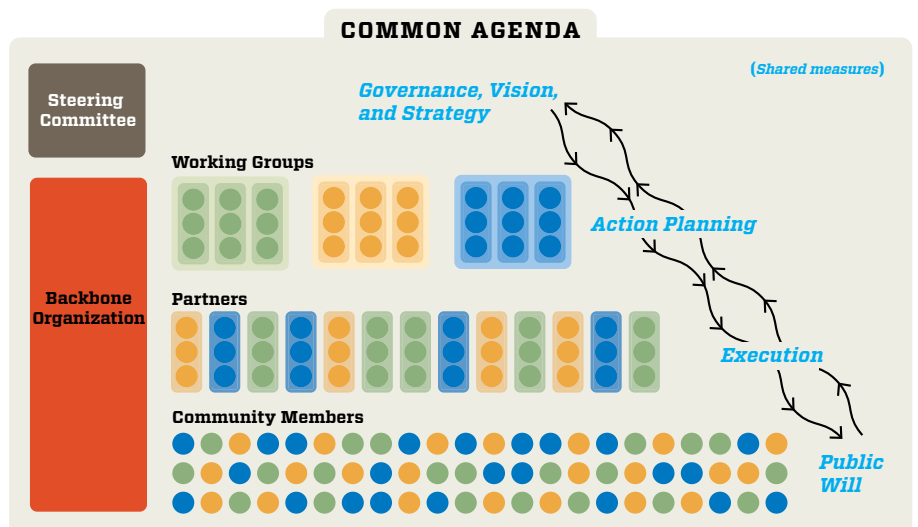 COMMON AGENDA
(Shared measures)
Steering
Committee
Governance, Vision,
and Strategy
Working Groups
Action Planning
Backbone
Organization
Partners
Execution
Community Members
Public
Will